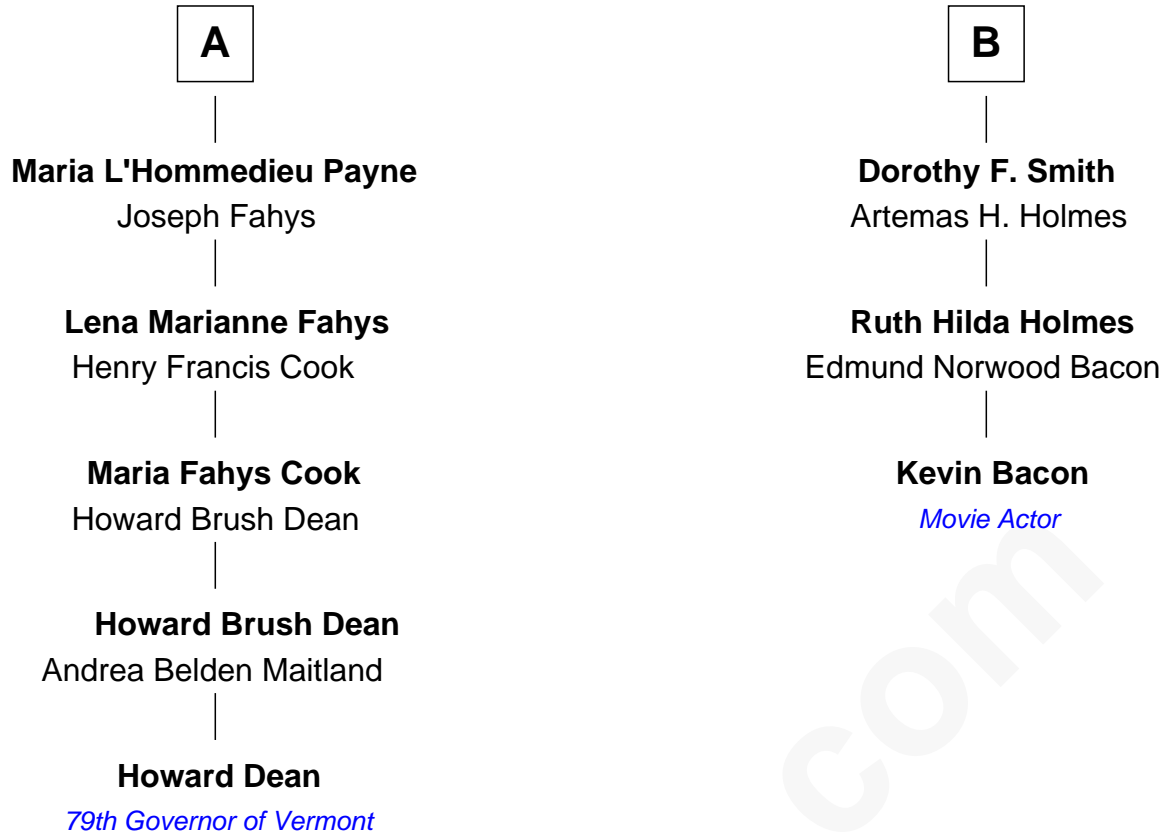 A
Maria L'Hommedieu Payne
Joseph Fahys
Lena Marianne Fahys
Henry Francis Cook
Maria Fahys Cook
Howard Brush Dean
Howard Brush Dean
Andrea Belden Maitland
Howard Dean
79th Governor of Vermont
B
Dorothy F. Smith
Artemas H. Holmes
Ruth Hilda Holmes
Edmund Norwood Bacon
Kevin Bacon
Movie Actor
com